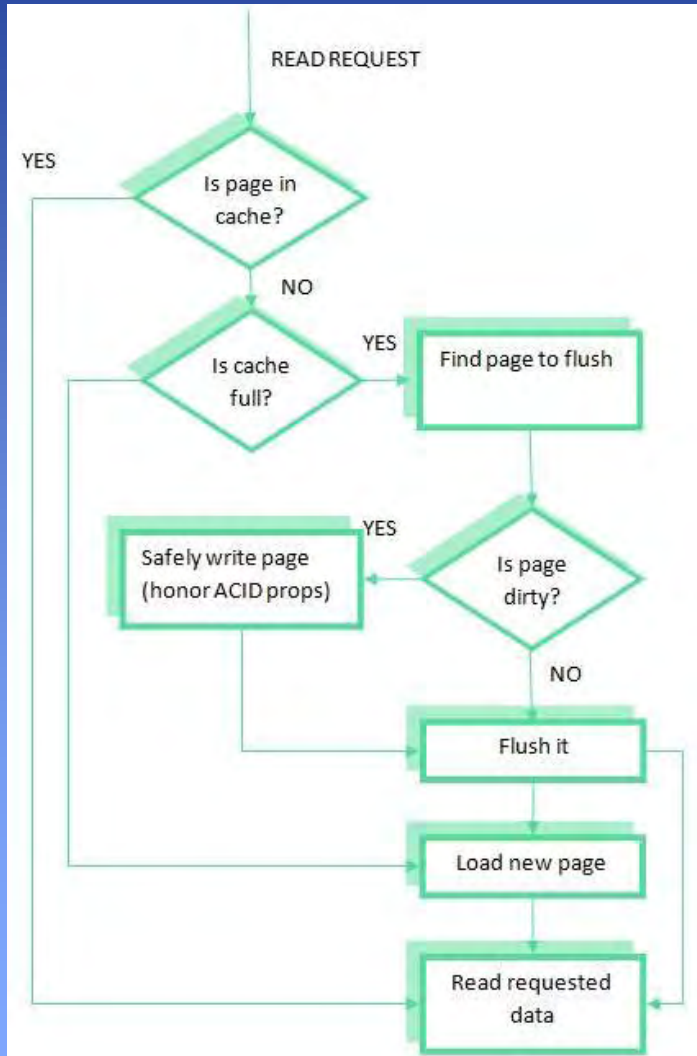 READ REQUEST
YES
Is page in
cache?
NO
YES
Is cache
full?
Find page to flush
YES
Safely write page
(honor ACID props)
Is page
dirty?
NO
Flush it
Load new page
Read requested
data